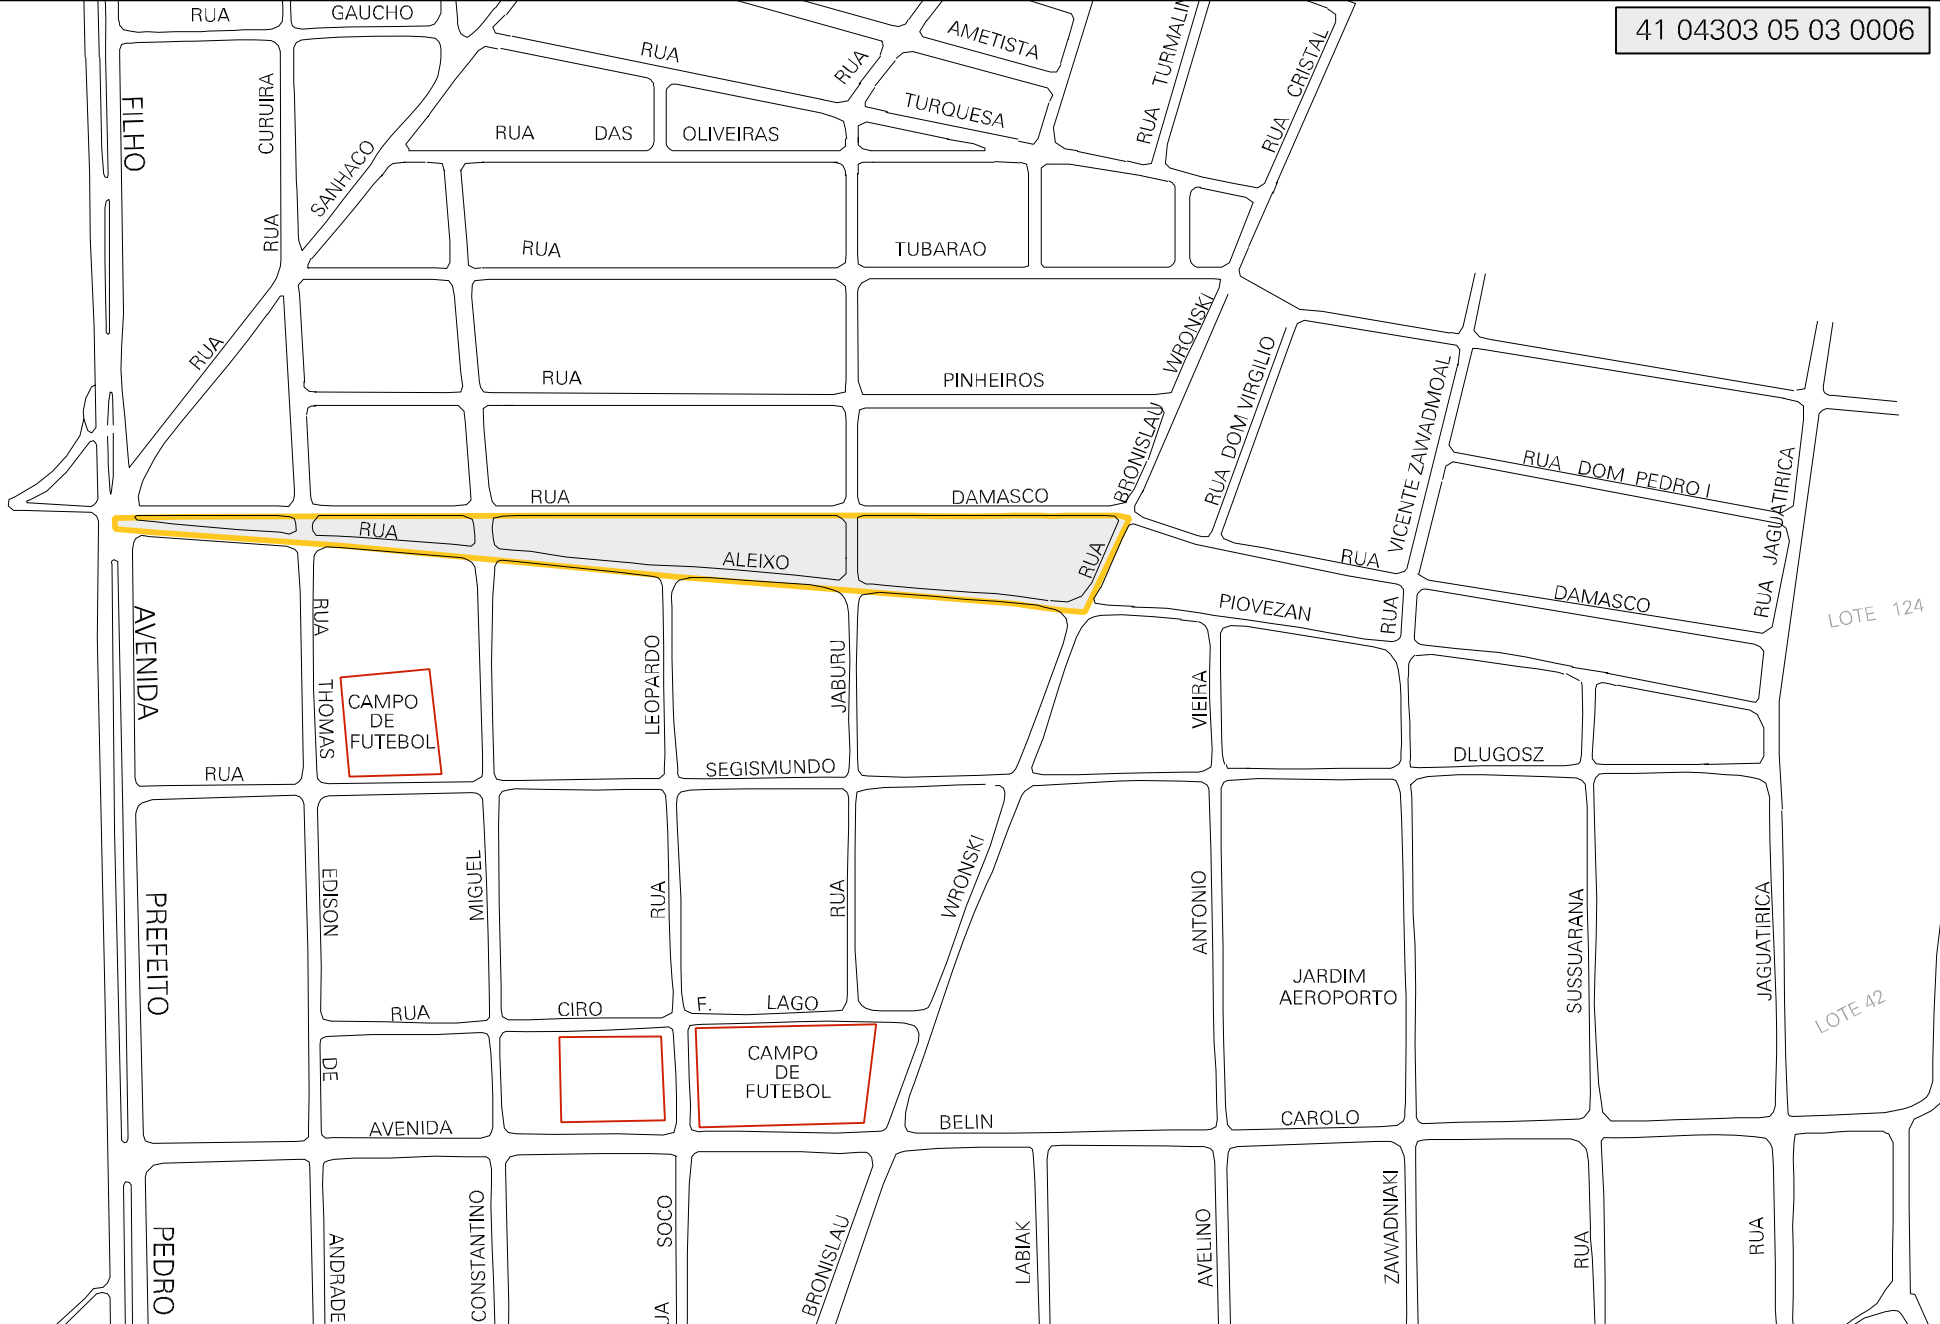 RUA
GAUCHO
41 04303 05 03 0006
RUA
RUA
AMETISTA
RUA TURMALIN
RUA CRISTAL
FILHO
RUA CURUIRA
RUA SANHACO
RUA DAS OLIVEIRAS
TURQUESA
RUA TUBARAO
RUA PINHEIROS
BRONISLAU WRONSKI
RUA DOM VIRGILIO
VICENTE ZAWADMOAL
RUA DOM PEDRO I
RUA JAGUATIRICA
RUA DAMASCO
RUA ALEIXO
RUA
RUA
DAMASCO
PIOVEZAN
RUA
LOTE 124
AVENIDA
RUA
THOMAS
CAMPO
DE
FUTEBOL
LEOPARDO
JABURU
VIEIRA
RUA SEGISMUNDO
DLUGOSZ
PREFEITO
EDISON
MIGUEL
RUA
RUA
WRONSKI
ANTONIO
JARDIM
AEROPORTO
SUSSUARANA
JAGUATIRICA
LOTE 42
RUA CIRO F. LAGO
DE
CAMPO
DE
FUTEBOL
AVENIDA BELIN CAROLO
PEDRO
ANDRADE
CONSTANTINO
SOCO
UA
BRONISLAU
LABIAK
AVELINO
ZAWADNIAKI
RUA
RUA